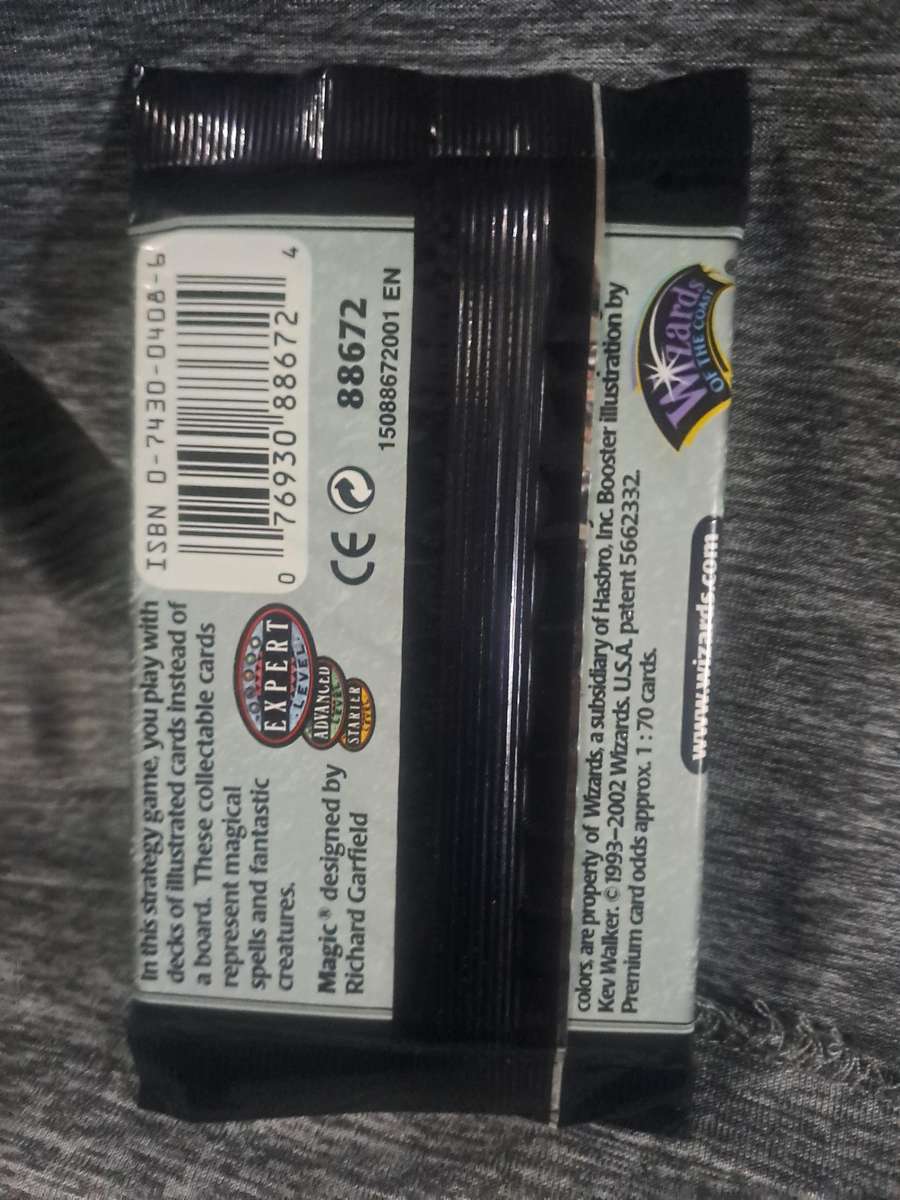 In this strategy game, you play with
decks of illustrated cards instead of
a board. These collectable cards
represent magical
spells and fantastic
creatures.
Magic® designed by
Richard Garfield
EXPERT
LEVEL
ADVANCED
LEVEL
STARTER
LEVEL
ISBN 0-7430-0408-6
0 76930 88672 4
CE 88672
15088672001 EN
colors, are property of Wizards, a subsidiary of Hasbro, Inc. Booster illustration by
Kev Walker. © 1993–2002 Wizards. U.S.A. patent 5662332.
Premium card odds approx. 1 : 70 cards.
www.wizards.com
Wizards
OF THE COAST